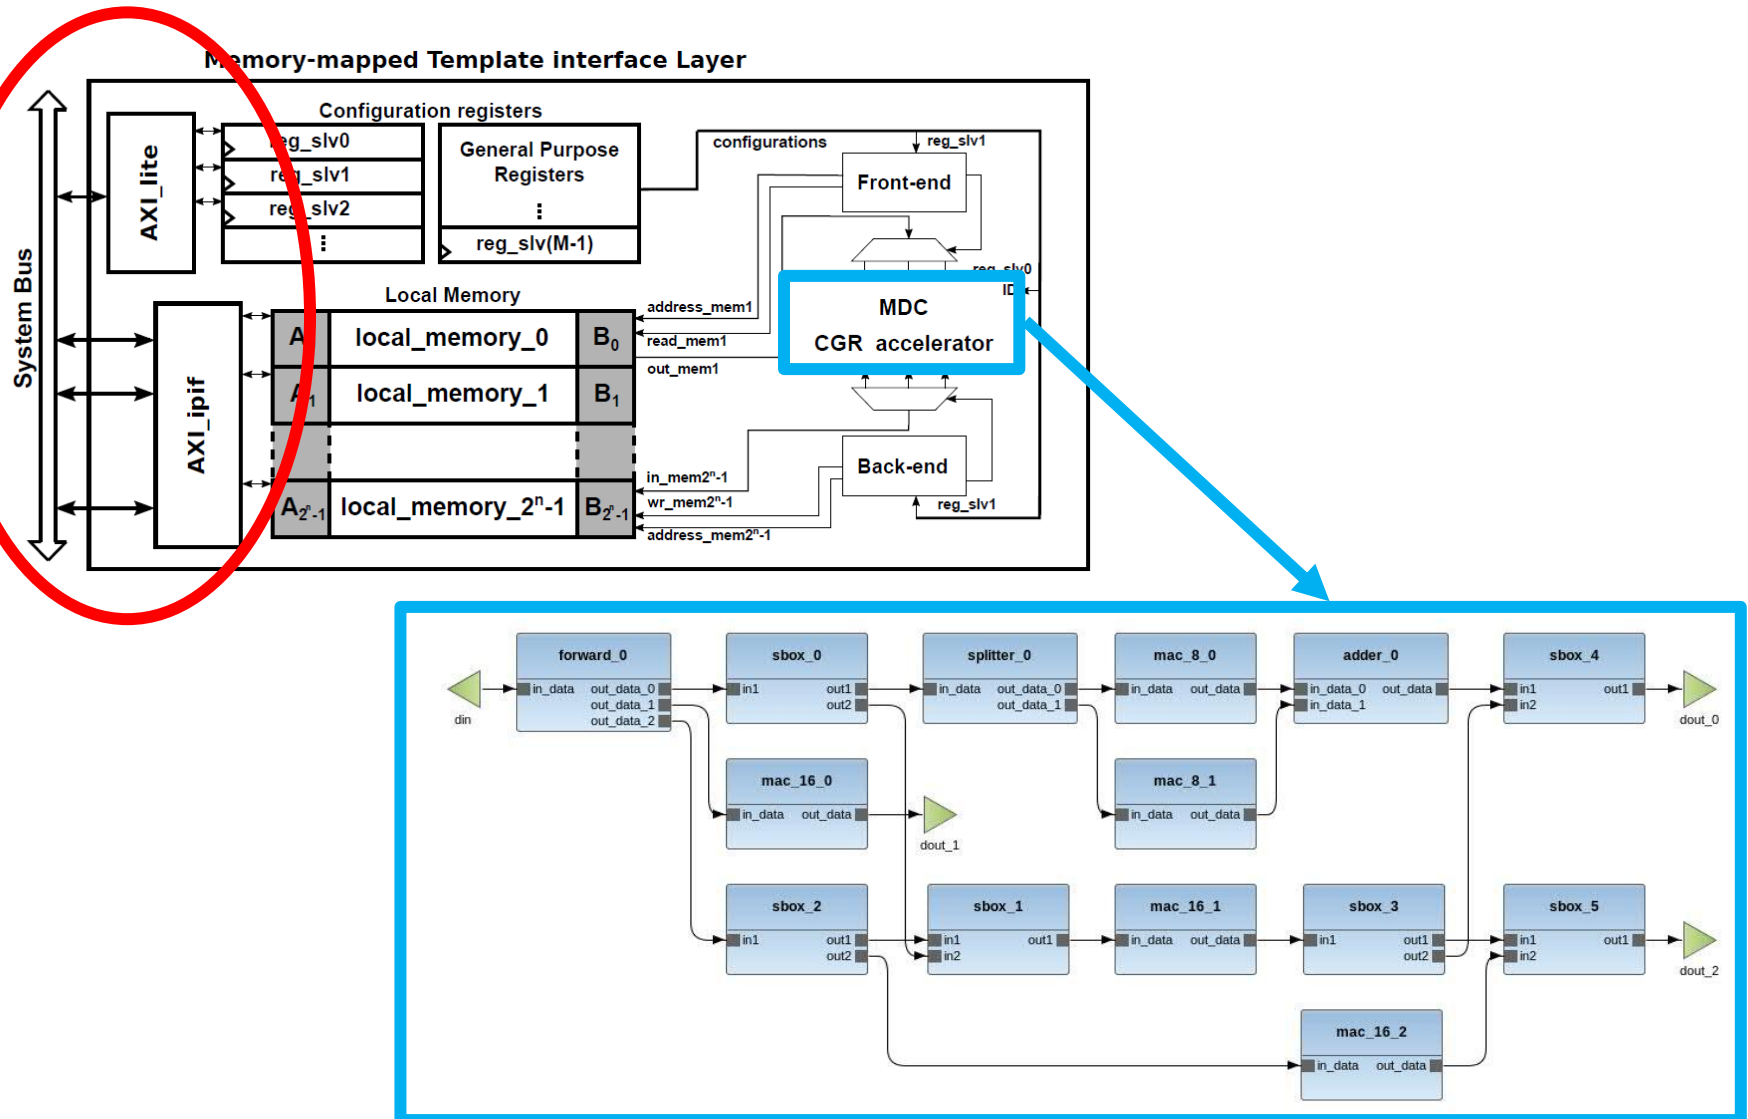 Memory-mapped Template interface Layer
System Bus
AXI_lite
Configuration registers
reg_slv0
reg_slv1
reg_slv2
⋮
General Purpose
Registers
⋮
reg_slv(M-1)
configurations
reg_slv1
Front-end
reg_slv0
ID
MDC
CGR accelerator
Back-end
reg_slv1
AXI_ipif
Local Memory
A local_memory_0 B₀
A₁ local_memory_1 B₁
A2ⁿ-1 local_memory_2ⁿ-1 B2ⁿ-1
address_mem1
read_mem1
out_mem1
in_mem2ⁿ-1
wr_mem2ⁿ-1
address_mem2ⁿ-1
din
forward_0
in_data out_data_0
out_data_1
out_data_2
sbox_0
in1 out1
out2
splitter_0
in_data out_data_0
out_data_1
mac_8_0
in_data out_data
adder_0
in_data_0 out_data
in_data_1
sbox_4
in1 out1
in2
dout_0
mac_16_0
in_data out_data
dout_1
mac_8_1
in_data out_data
sbox_2
in1 out1
out2
sbox_1
in1 out1
in2
mac_16_1
in_data out_data
sbox_3
in1 out1
out2
sbox_5
in1 out1
in2
dout_2
mac_16_2
in_data out_data